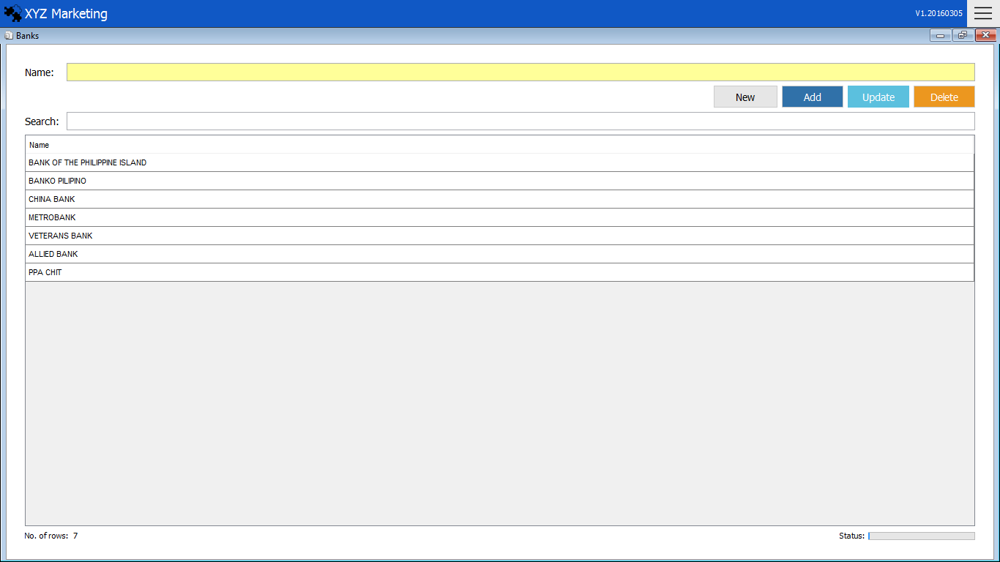 XYZ Marketing
V1.20160305
Banks
Name:
New Add Update Delete
Search:
Name
BANK OF THE PHILIPPINE ISLAND
BANKO PILIPINO
CHINA BANK
METROBANK
VETERANS BANK
ALLIED BANK
PPA CHIT
No. of rows: 7
Status: